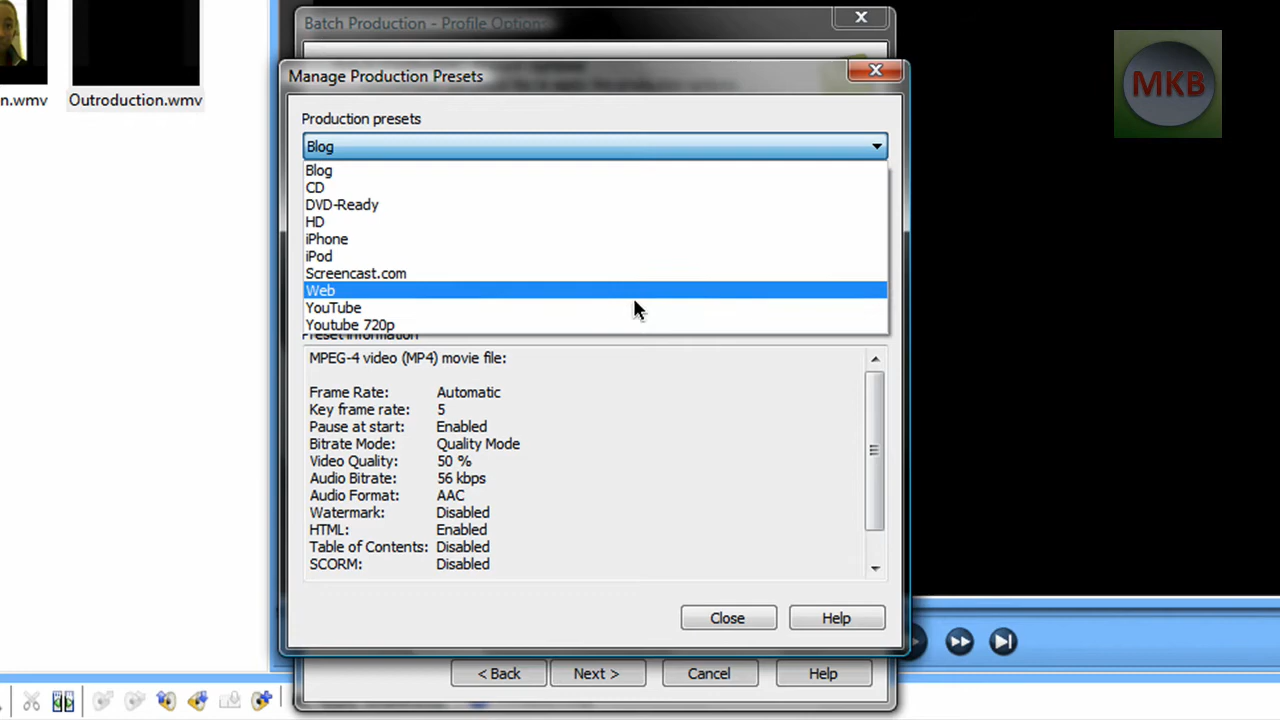 Batch Production - Profile Options
Manage Production Presets
MKB
n.wmv
Outroduction.wmv
Production presets
Blog
Blog
CD
DVD-Ready
HD
iPhone
iPod
Screencast.com
Web
YouTube
Youtube 720p
Preset information
MPEG-4 video (MP4) movie file:
Frame Rate: Automatic
Key frame rate: 5
Pause at start: Enabled
Bitrate Mode: Quality Mode
Video Quality: 50 %
Audio Bitrate: 56 kbps
Audio Format: AAC
Watermark: Disabled
HTML: Enabled
Table of Contents: Disabled
SCORM: Disabled
Close
Help
< Back
Next >
Cancel
Help